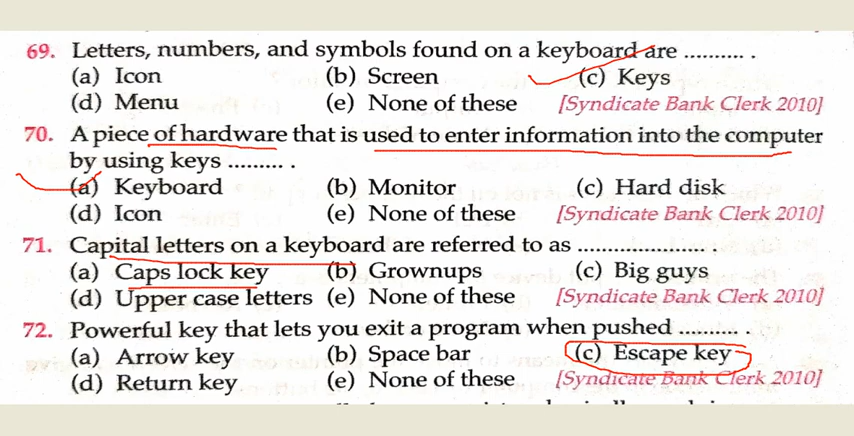 69. Letters, numbers, and symbols found on a keyboard are .......... .
(a) Icon (b) Screen (c) Keys
(d) Menu (e) None of these [Syndicate Bank Clerk 2010]
70. A piece of hardware that is used to enter information into the computer
by using keys .......... .
(a) Keyboard (b) Monitor (c) Hard disk
(d) Icon (e) None of these [Syndicate Bank Clerk 2010]
71. Capital letters on a keyboard are referred to as ..................... .
(a) Caps lock key (b) Grownups (c) Big guys
(d) Upper case letters (e) None of these [Syndicate Bank Clerk 2010]
72. Powerful key that lets you exit a program when pushed ........... .
(a) Arrow key (b) Space bar (c) Escape key
(d) Return key (e) None of these [Syndicate Bank Clerk 2010]